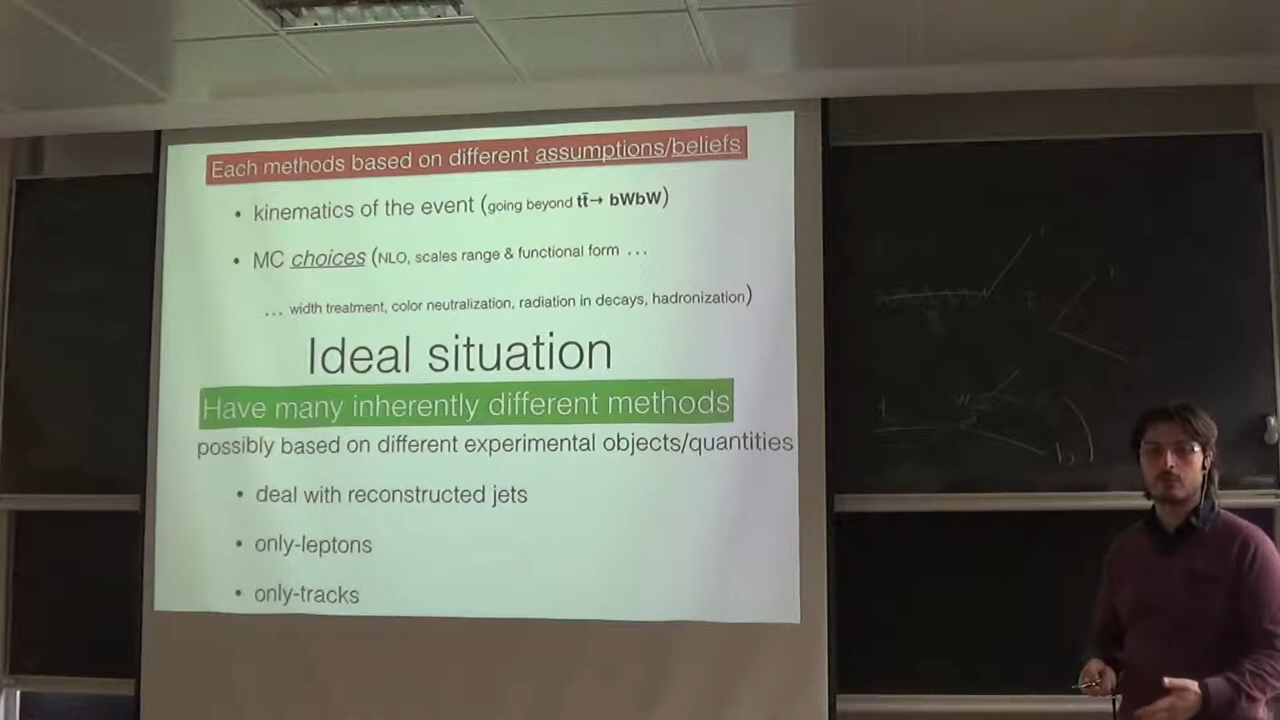 Each methods based on different assumptions/beliefs
• kinematics of the event (going beyond tt̄→ bWbW)
• MC choices (NLO, scales range & functional form ...
... width treatment, color neutralization, radiation in decays, hadronization)
Ideal situation
Have many inherently different methods
possibly based on different experimental objects/quantities
• deal with reconstructed jets
• only-leptons
• only-tracks
t
W
b